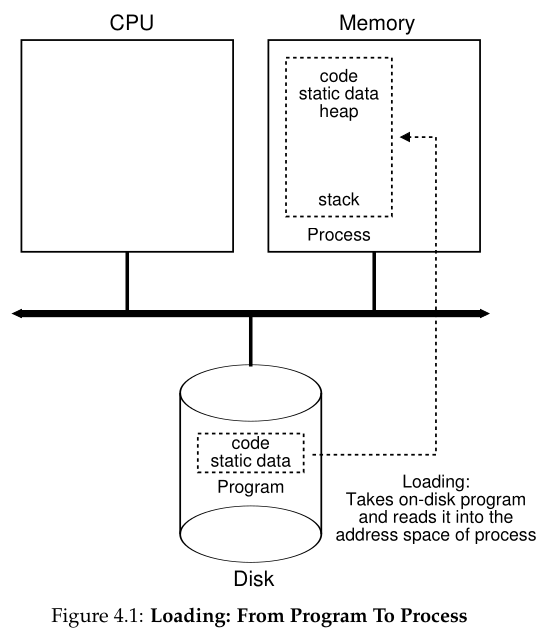 CPU
Memory
code
static data
heap
stack
Process
code
static data
Program
Loading:
Takes on-disk program
and reads it into the
address space of process
Disk
Figure 4.1: Loading: From Program To Process